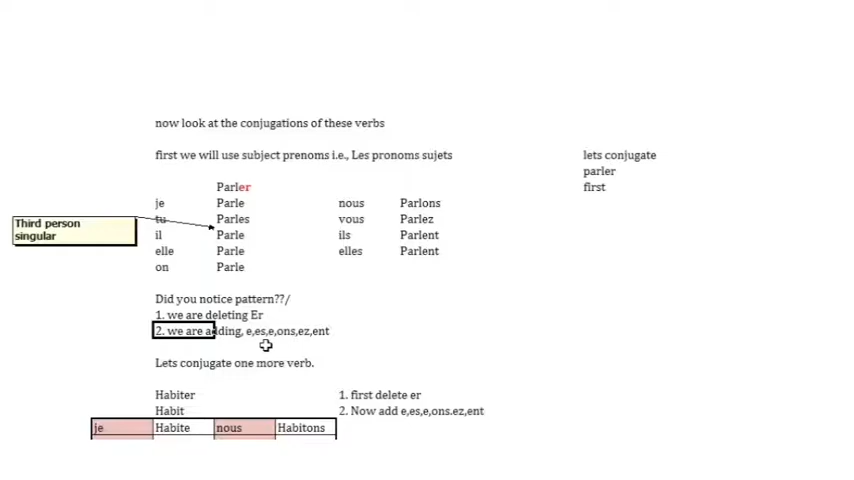 now look at the conjugations of these verbs
first we will use subject prenoms i.e., Les pronoms sujets
lets conjugate
parler
first
Parler
je Parle nous Parlons
tu Parles vous Parlez
il Parle ils Parlent
elle Parle elles Parlent
on Parle
Third person
singular
Did you notice pattern??/
1. we are deleting Er
2. we are adding, e,es,e,ons,ez,ent
Lets conjugate one more verb.
Habiter 1. first delete er
Habit 2. Now add e,es,e,ons.ez,ent
je Habite nous Habitons